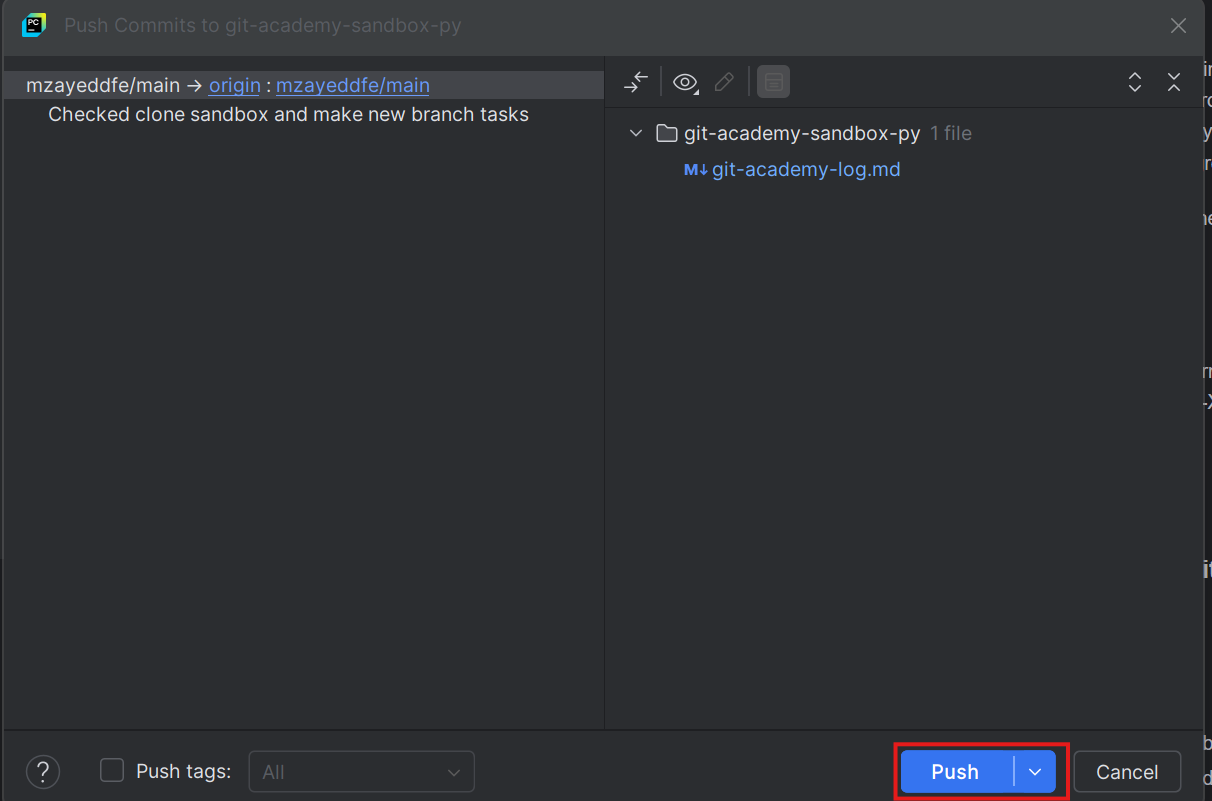 PC
Push Commits to git-academy-sandbox-py
mzayeddfe/main → origin : mzayeddfe/main
Checked clone sandbox and make new branch tasks
git-academy-sandbox-py 1 file
M↓ git-academy-log.md
? Push tags: All
Push
Cancel